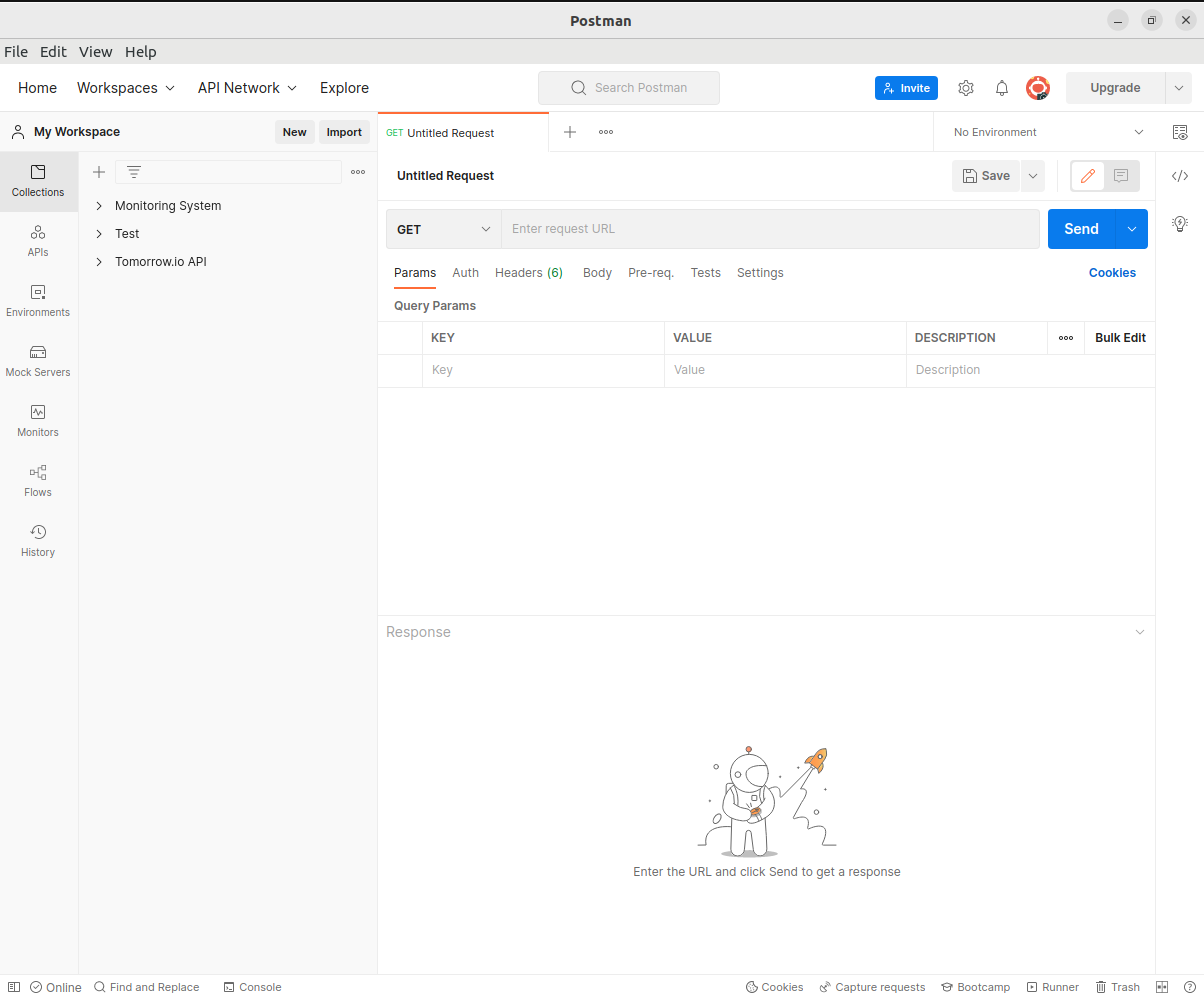 Postman
File Edit View Help
Home Workspaces API Network Explore Search Postman Invite Upgrade
My Workspace New Import GET Untitled Request No Environment
Collections
APIs
Environments
Mock Servers
Monitors
Flows
History
Monitoring System
Test
Tomorrow.io API
Untitled Request Save
GET Enter request URL Send
Params Auth Headers (6) Body Pre-req. Tests Settings Cookies
Query Params
KEY VALUE DESCRIPTION Bulk Edit
Key Value Description
Response
Enter the URL and click Send to get a response
Online Find and Replace Console Cookies Capture requests Bootcamp Runner Trash